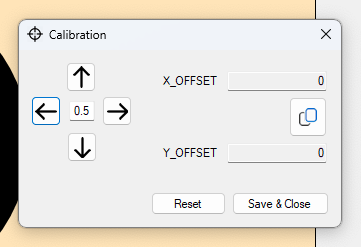 Calibration
X_OFFSET 0
0.5
Y_OFFSET 0
Reset Save & Close